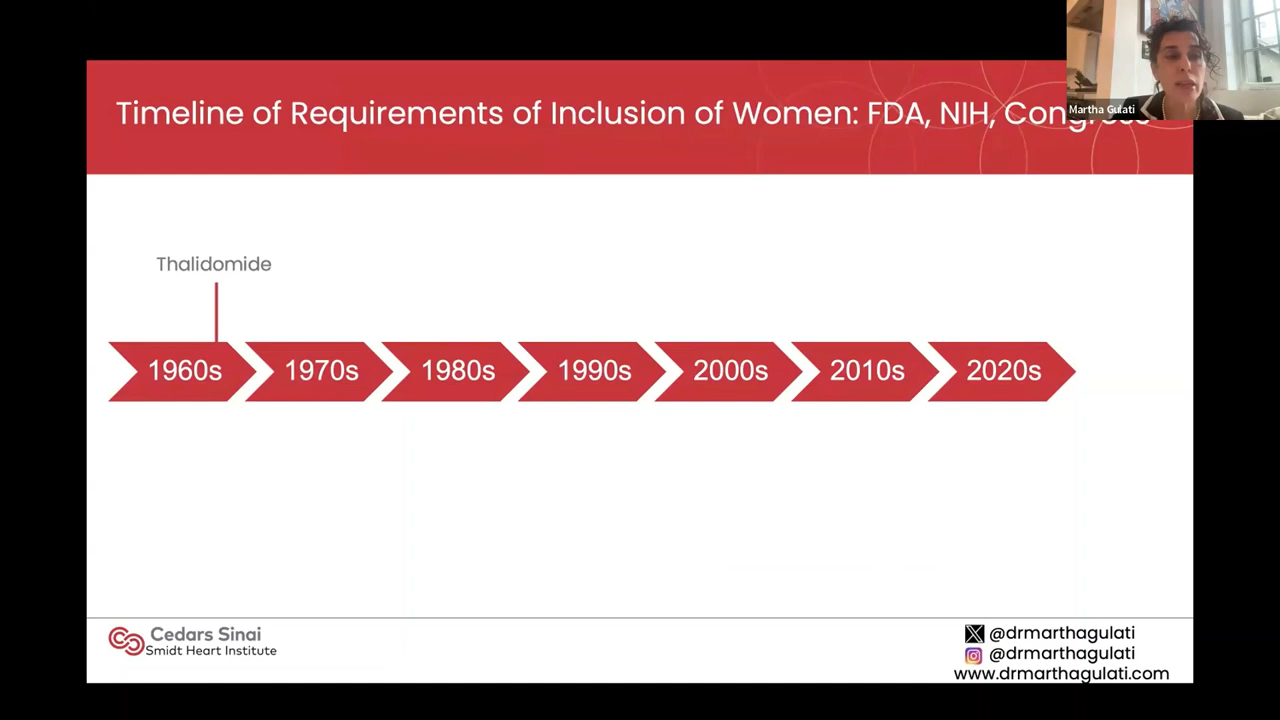 Timeline of Requirements of Inclusion of Women: FDA, NIH, Congress
Martha Gulati
Thalidomide
1960s
1970s
1980s
1990s
2000s
2010s
2020s
Cedars Sinai
Smidt Heart Institute
@drmarthagulati
@drmarthagulati
www.drmarthagulati.com